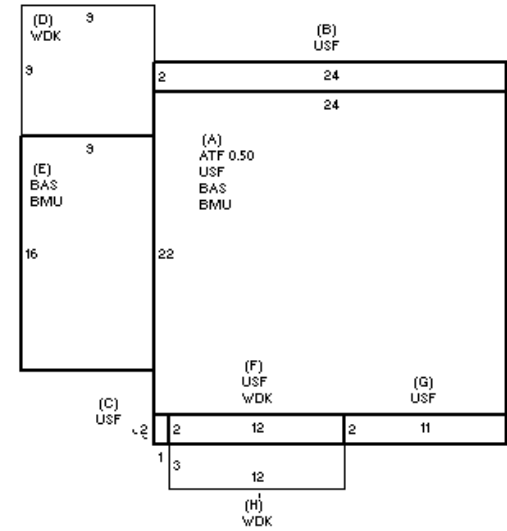 (D) 9
WDK
9
(B)
USF
2 24
24
9
(E)
BAS
BMU
16
(A)
ATF 0.50
USF
BAS
BMU
22
(F)
USF
WDK
(G)
USF
(C)
USF
2 2 12 2 11
1 3
12
(H)
WDK